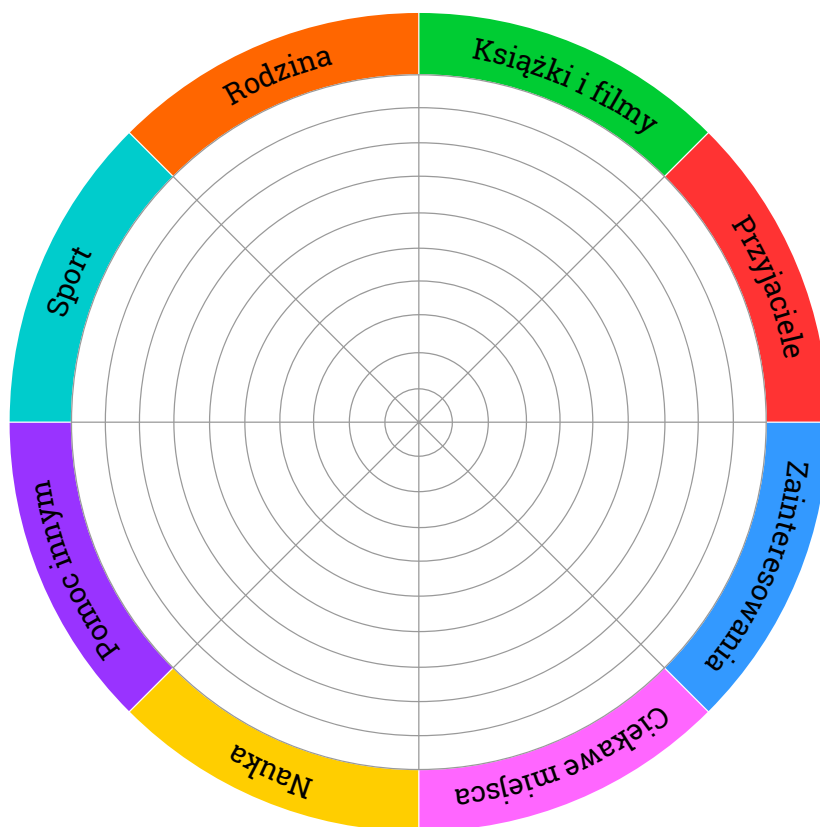 Książki i filmy
Przyjaciele
Zainteresowania
Ciekawe miejsca
Nauka
Pomoc innym
Sport
Rodzina